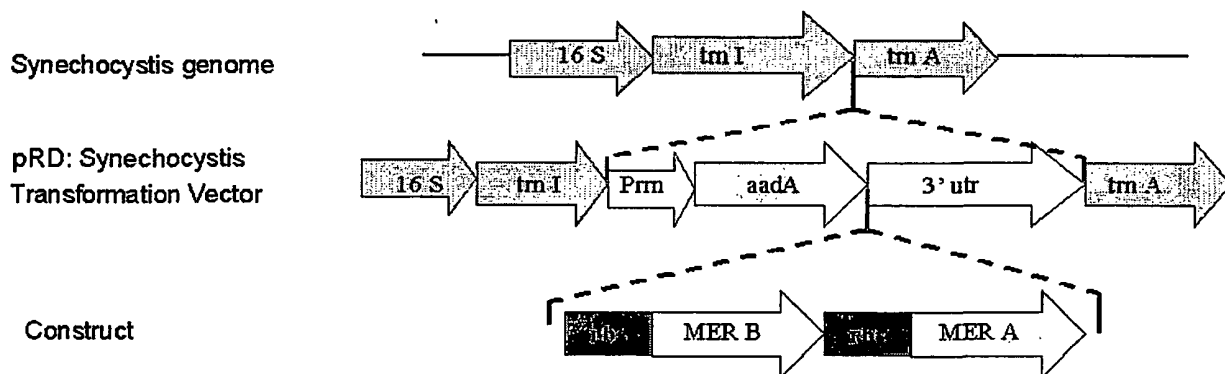 Synechocystis genome
16 S
trn I
trn A
pRD: Synechocystis
Transformation Vector
16 S
trn I
Prrn
aadA
3' utr
trn A
Construct
MER B
MER A